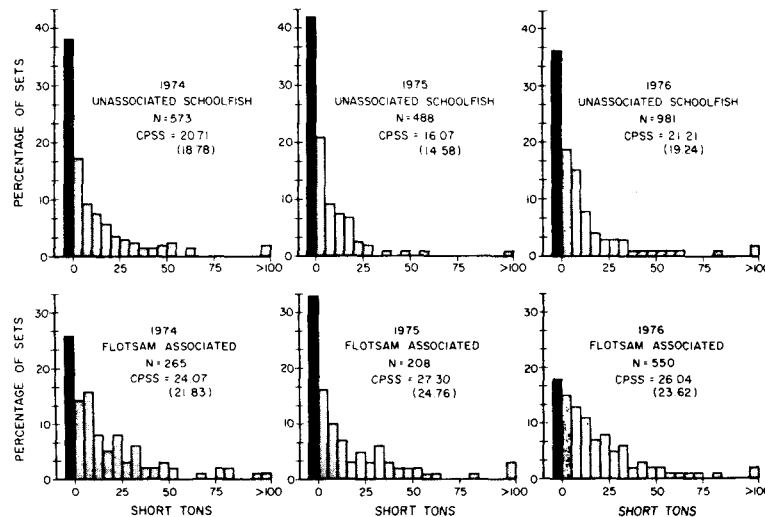 PERCENTAGE OF SETS
40
30
20
10
0
1974
UNASSOCIATED SCHOOLFISH
N=573
CPSS = 20 71
(18.78)
0 25 50 75 >100
40
30
20
10
0
1975
UNASSOCIATED SCHOOLFISH
N = 488
CPSS = 16 07
(14 58)
0 25 50 75 >100
40
30
20
10
0
1976
UNASSOCIATED SCHOOLFISH
N = 981
CPSS = 21 21
(19.24)
0 25 50 75 >100
PERCENTAGE OF SETS
30
20
10
0
1974
FLOTSAM ASSOCIATED
N = 265
CPSS = 24.07
(21.83)
0 25 50 75 >100
SHORT TONS
30
20
10
0
1975
FLOTSAM ASSOCIATED
N = 208
CPSS = 27 30
(24.76)
0 25 50 75 >100
SHORT TONS
30
20
10
0
1976
FLOTSAM ASSOCIATED
N = 550
CPSS = 26 04
(23.62)
0 25 50 75 >100
SHORT TONS